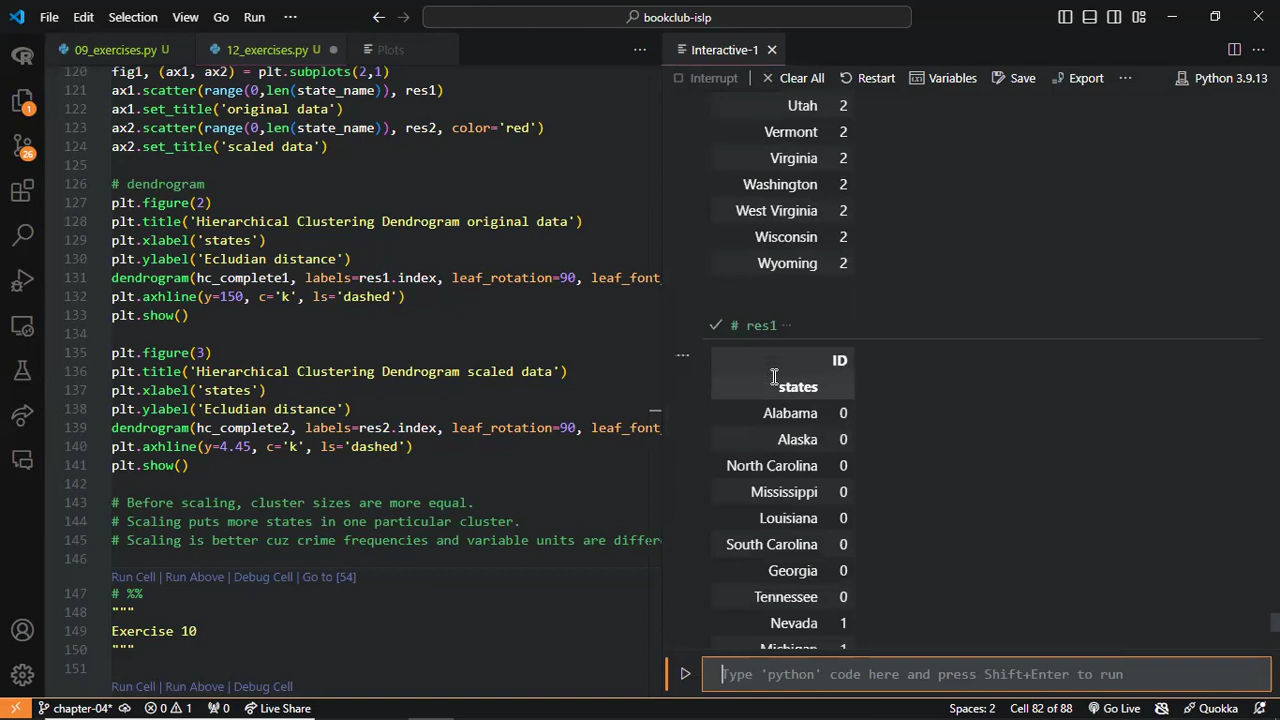 File Edit Selection View Go Run ··· bookclub-islp
09_exercises.py U 12_exercises.py U Plots ··· Interactive-1
Interrupt Clear All Restart Variables Save Export ··· Python 3.9.13
120 fig1, (ax1, ax2) = plt.subplots(2,1)
121 ax1.scatter(range(0,len(state_name)), res1)
122 ax1.set_title('original data')
123 ax2.scatter(range(0,len(state_name)), res2, color='red')
124 ax2.set_title('scaled data')
125
126 # dendrogram
127 plt.figure(2)
128 plt.title('Hierarchical Clustering Dendrogram original data')
129 plt.xlabel('states')
130 plt.ylabel('Ecludian distance')
131 dendrogram(hc_complete1, labels=res1.index, leaf_rotation=90, leaf_font_
132 plt.axhline(y=150, c='k', ls='dashed')
133 plt.show()
134
135 plt.figure(3)
136 plt.title('Hierarchical Clustering Dendrogram scaled data')
137 plt.xlabel('states')
138 plt.ylabel('Ecludian distance')
139 dendrogram(hc_complete2, labels=res2.index, leaf_rotation=90, leaf_font_
140 plt.axhline(y=4.45, c='k', ls='dashed')
141 plt.show()
142
143 # Before scaling, cluster sizes are more equal.
144 # Scaling puts more states in one particular cluster.
145 # Scaling is better cuz crime frequencies and variable units are differe
146
Run Cell | Run Above | Debug Cell | Go to [54]
147 # %%
148 """
149 Exercise 10
150 """
151
Run Cell | Run Above | Debug Cell
Utah 2
Vermont 2
Virginia 2
Washington 2
West Virginia 2
Wisconsin 2
Wyoming 2
# res1 ···
ID
states
Alabama 0
Alaska 0
North Carolina 0
Mississippi 0
Louisiana 0
South Carolina 0
Georgia 0
Tennessee 0
Nevada 1
Michigan 1
Type 'python' code here and press Shift+Enter to run
1
26
chapter-04* 0 1 0 Live Share Spaces: 2 Cell 82 of 88 Go Live Quokka